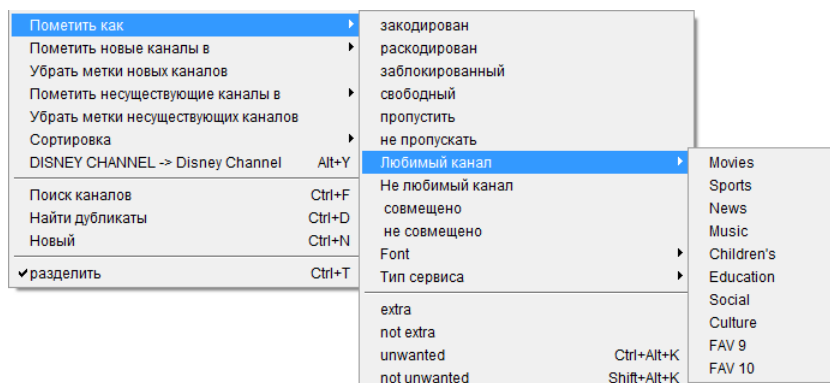 Пометить как
Пометить новые каналы в
Убрать метки новых каналов
Пометить несуществующие каналы в
Убрать метки несуществующих каналов
Сортировка
DISNEY CHANNEL -> Disney Channel Alt+Y
Поиск каналов Ctrl+F
Найти дубликаты Ctrl+D
Новый Ctrl+N
разделить Ctrl+T
закодирован
раскодирован
заблокированный
свободный
пропустить
не пропускать
Любимый канал
Не любимый канал
совмещено
не совмещено
Font
Тип сервиса
extra
not extra
unwanted Ctrl+Alt+K
not unwanted Shift+Alt+K
Movies
Sports
News
Music
Children's
Education
Social
Culture
FAV 9
FAV 10